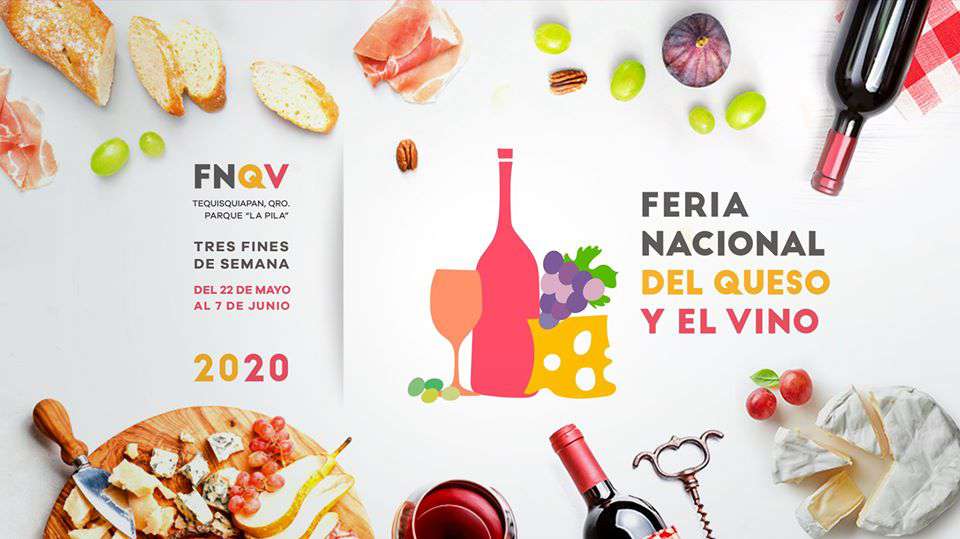 FNQV
TEQUISQUIAPAN, QRO.
PARQUE "LA PILA"
TRES FINES
DE SEMANA
DEL 22 DE MAYO
AL 7 DE JUNIO
2020
FERIA
NACIONAL
DEL QUESO
Y EL VINO